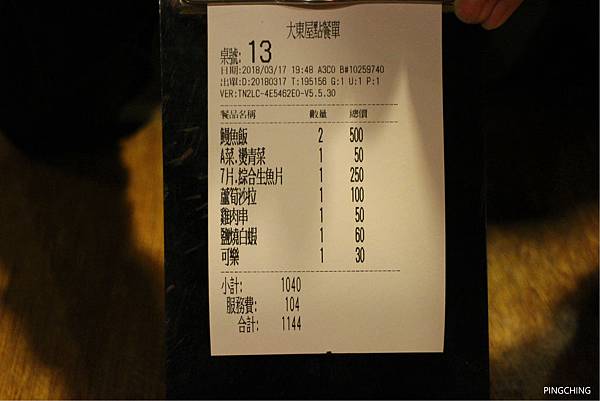 大東屋點餐單
桌號: 13
日期:2018/03/17 19:48 A3C0 B#10259740
出單:D:20180317 T:195156 G:1 U:1 P:1
VER:TN2LC-4E5462E0-V5.5.30
餐品名稱 數量 總價
鰻魚飯 2 500
A菜.燙青菜 1 50
7片.綜合生魚片 1 250
蘆筍沙拉 1 100
雞肉串 1 50
鹽燒白蝦 1 60
可樂 1 30
小計: 1040
服務費: 104
合計: 1144
PINGCHING